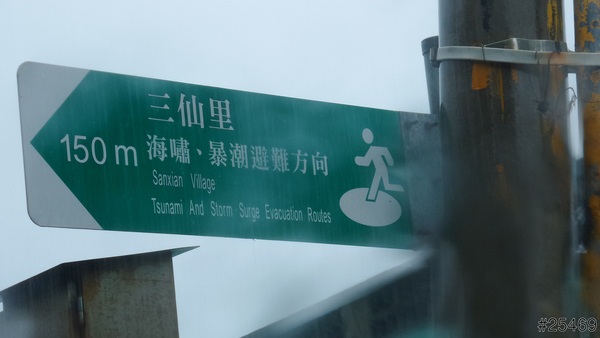 三仙里
150 m
海嘯、暴潮避難方向
Sanxian Village
Tsunami And Storm Surge Evacuation Routes
#25469